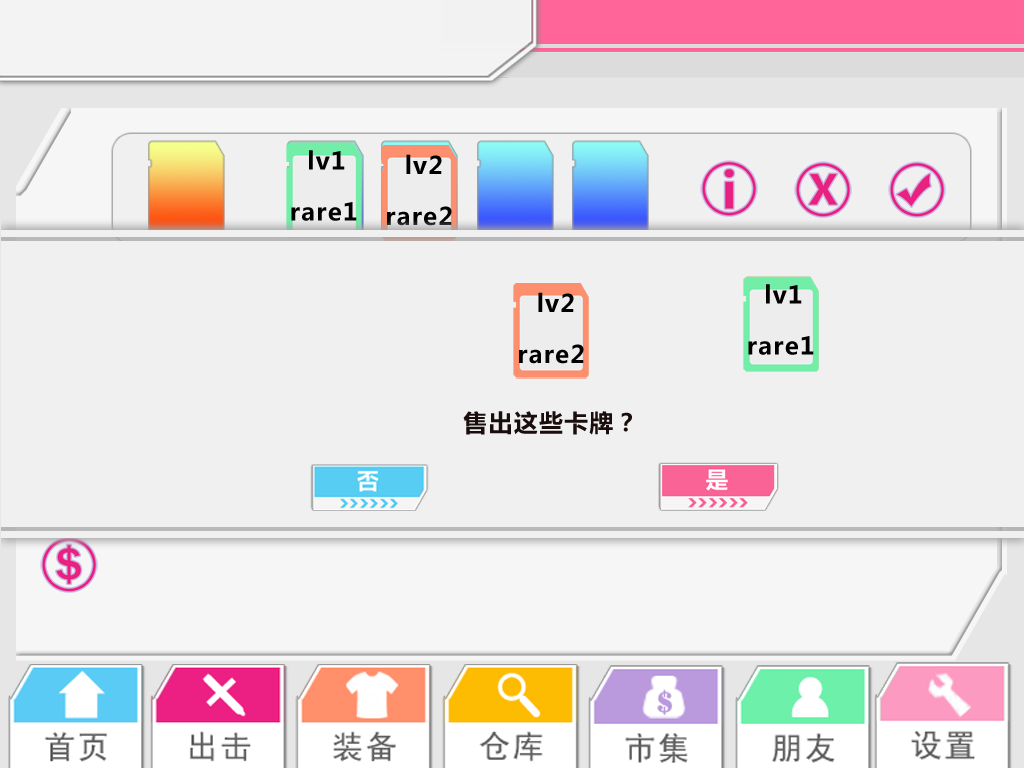 lv1
lv2
rare1
rare2
lv2
lv1
rare2
rare1
售出这些卡牌？
否
是
首页
出击
装备
仓库
市集
朋友
设置